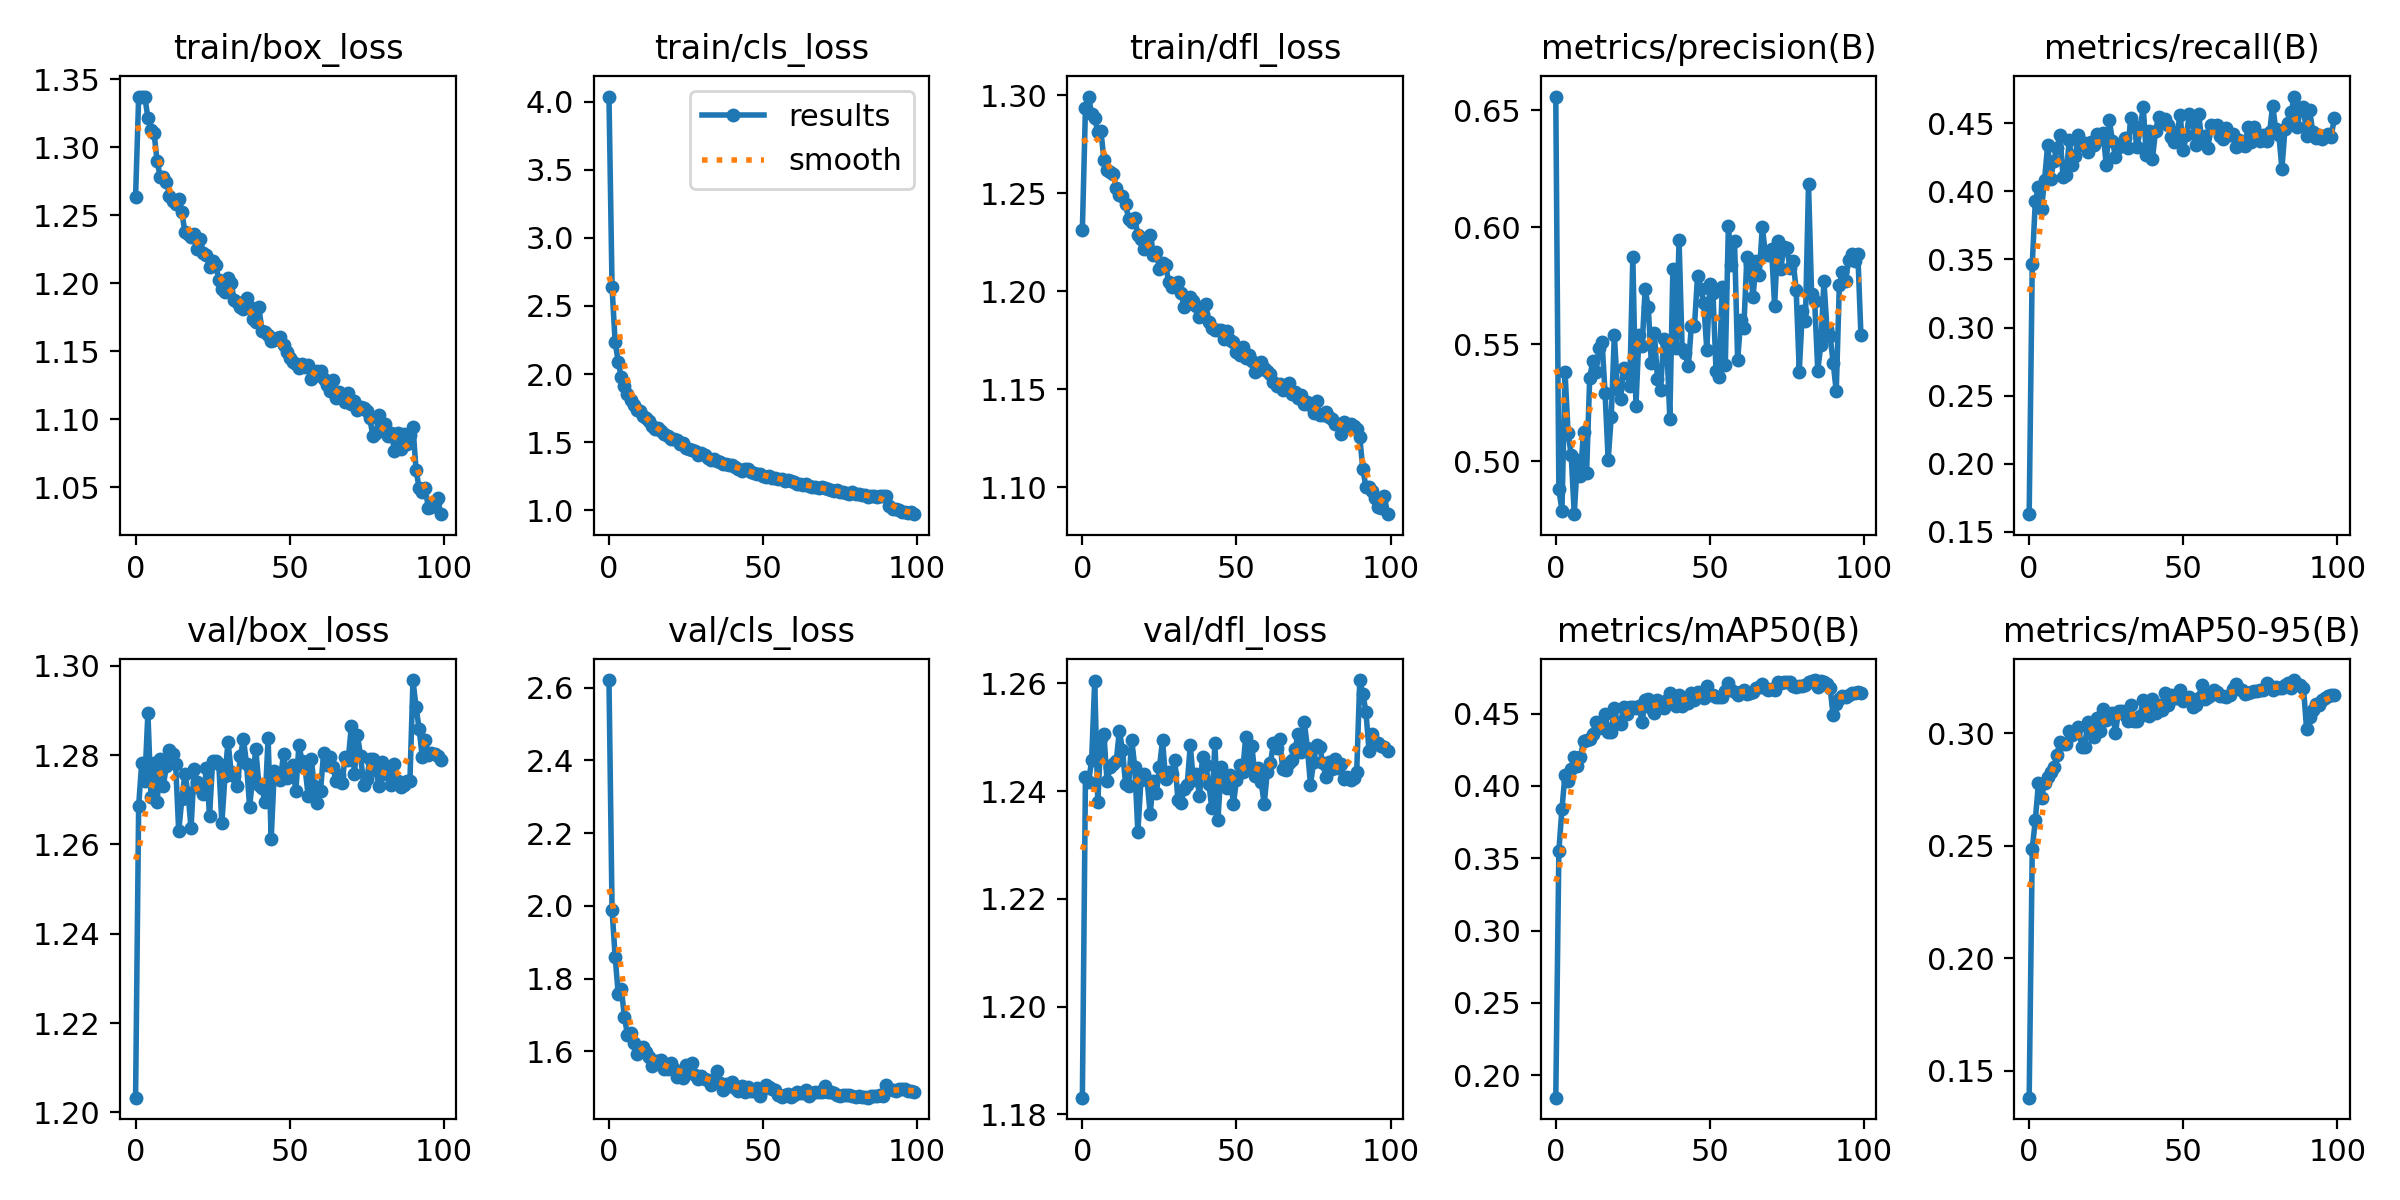 train/box_loss
1.35
1.30
1.25
1.20
1.15
1.10
1.05
0 50 100
train/cls_loss
results
smooth
4.0
3.5
3.0
2.5
2.0
1.5
1.0
0 50 100
train/dfl_loss
1.30
1.25
1.20
1.15
1.10
0 50 100
metrics/precision(B)
0.65
0.60
0.55
0.50
0 50 100
metrics/recall(B)
0.45
0.40
0.35
0.30
0.25
0.20
0.15
0 50 100
val/box_loss
1.30
1.28
1.26
1.24
1.22
1.20
0 50 100
val/cls_loss
2.6
2.4
2.2
2.0
1.8
1.6
0 50 100
val/dfl_loss
1.26
1.24
1.22
1.20
1.18
0 50 100
metrics/mAP50(B)
0.45
0.40
0.35
0.30
0.25
0.20
0 50 100
metrics/mAP50-95(B)
0.30
0.25
0.20
0.15
0 50 100